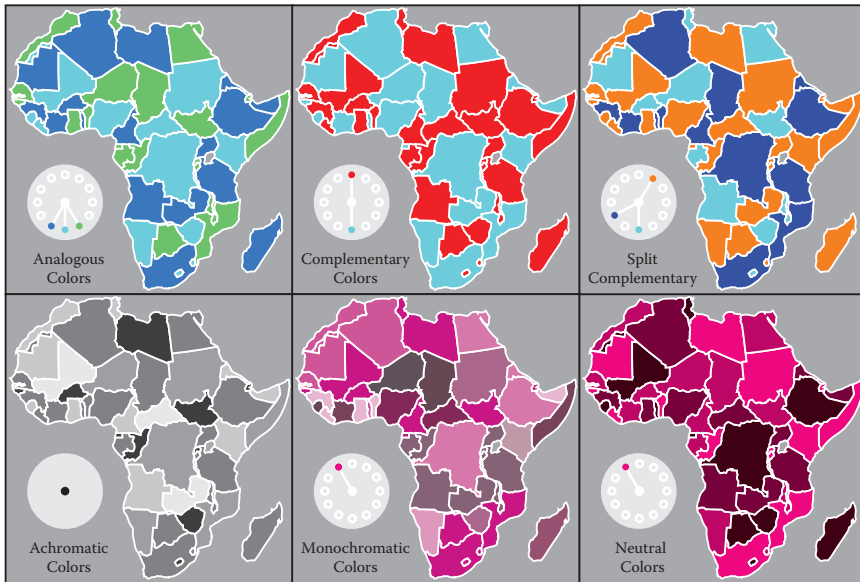 Analogous
Colors
Complementary
Colors
Split
Complementary
Achromatic
Colors
Monochromatic
Colors
Neutral
Colors